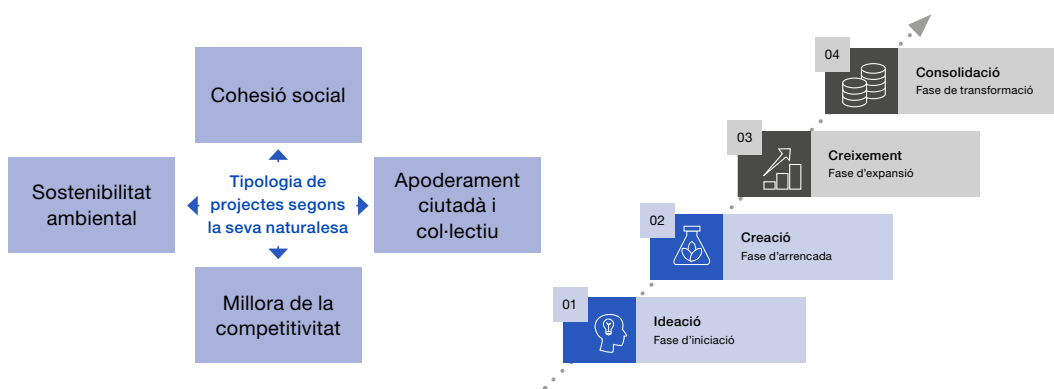 Cohesió social
Sostenibilitat
ambiental
Tipologia de
projectes segons
la seva naturalesa
Apoderament
ciutadà i
col·lectiu
Millora de la
competitivitat
04
Consolidació
Fase de transformació
03
Creixement
Fase d'expansió
02
Creació
Fase d'arrencada
01
Ideació
Fase d'iniciació